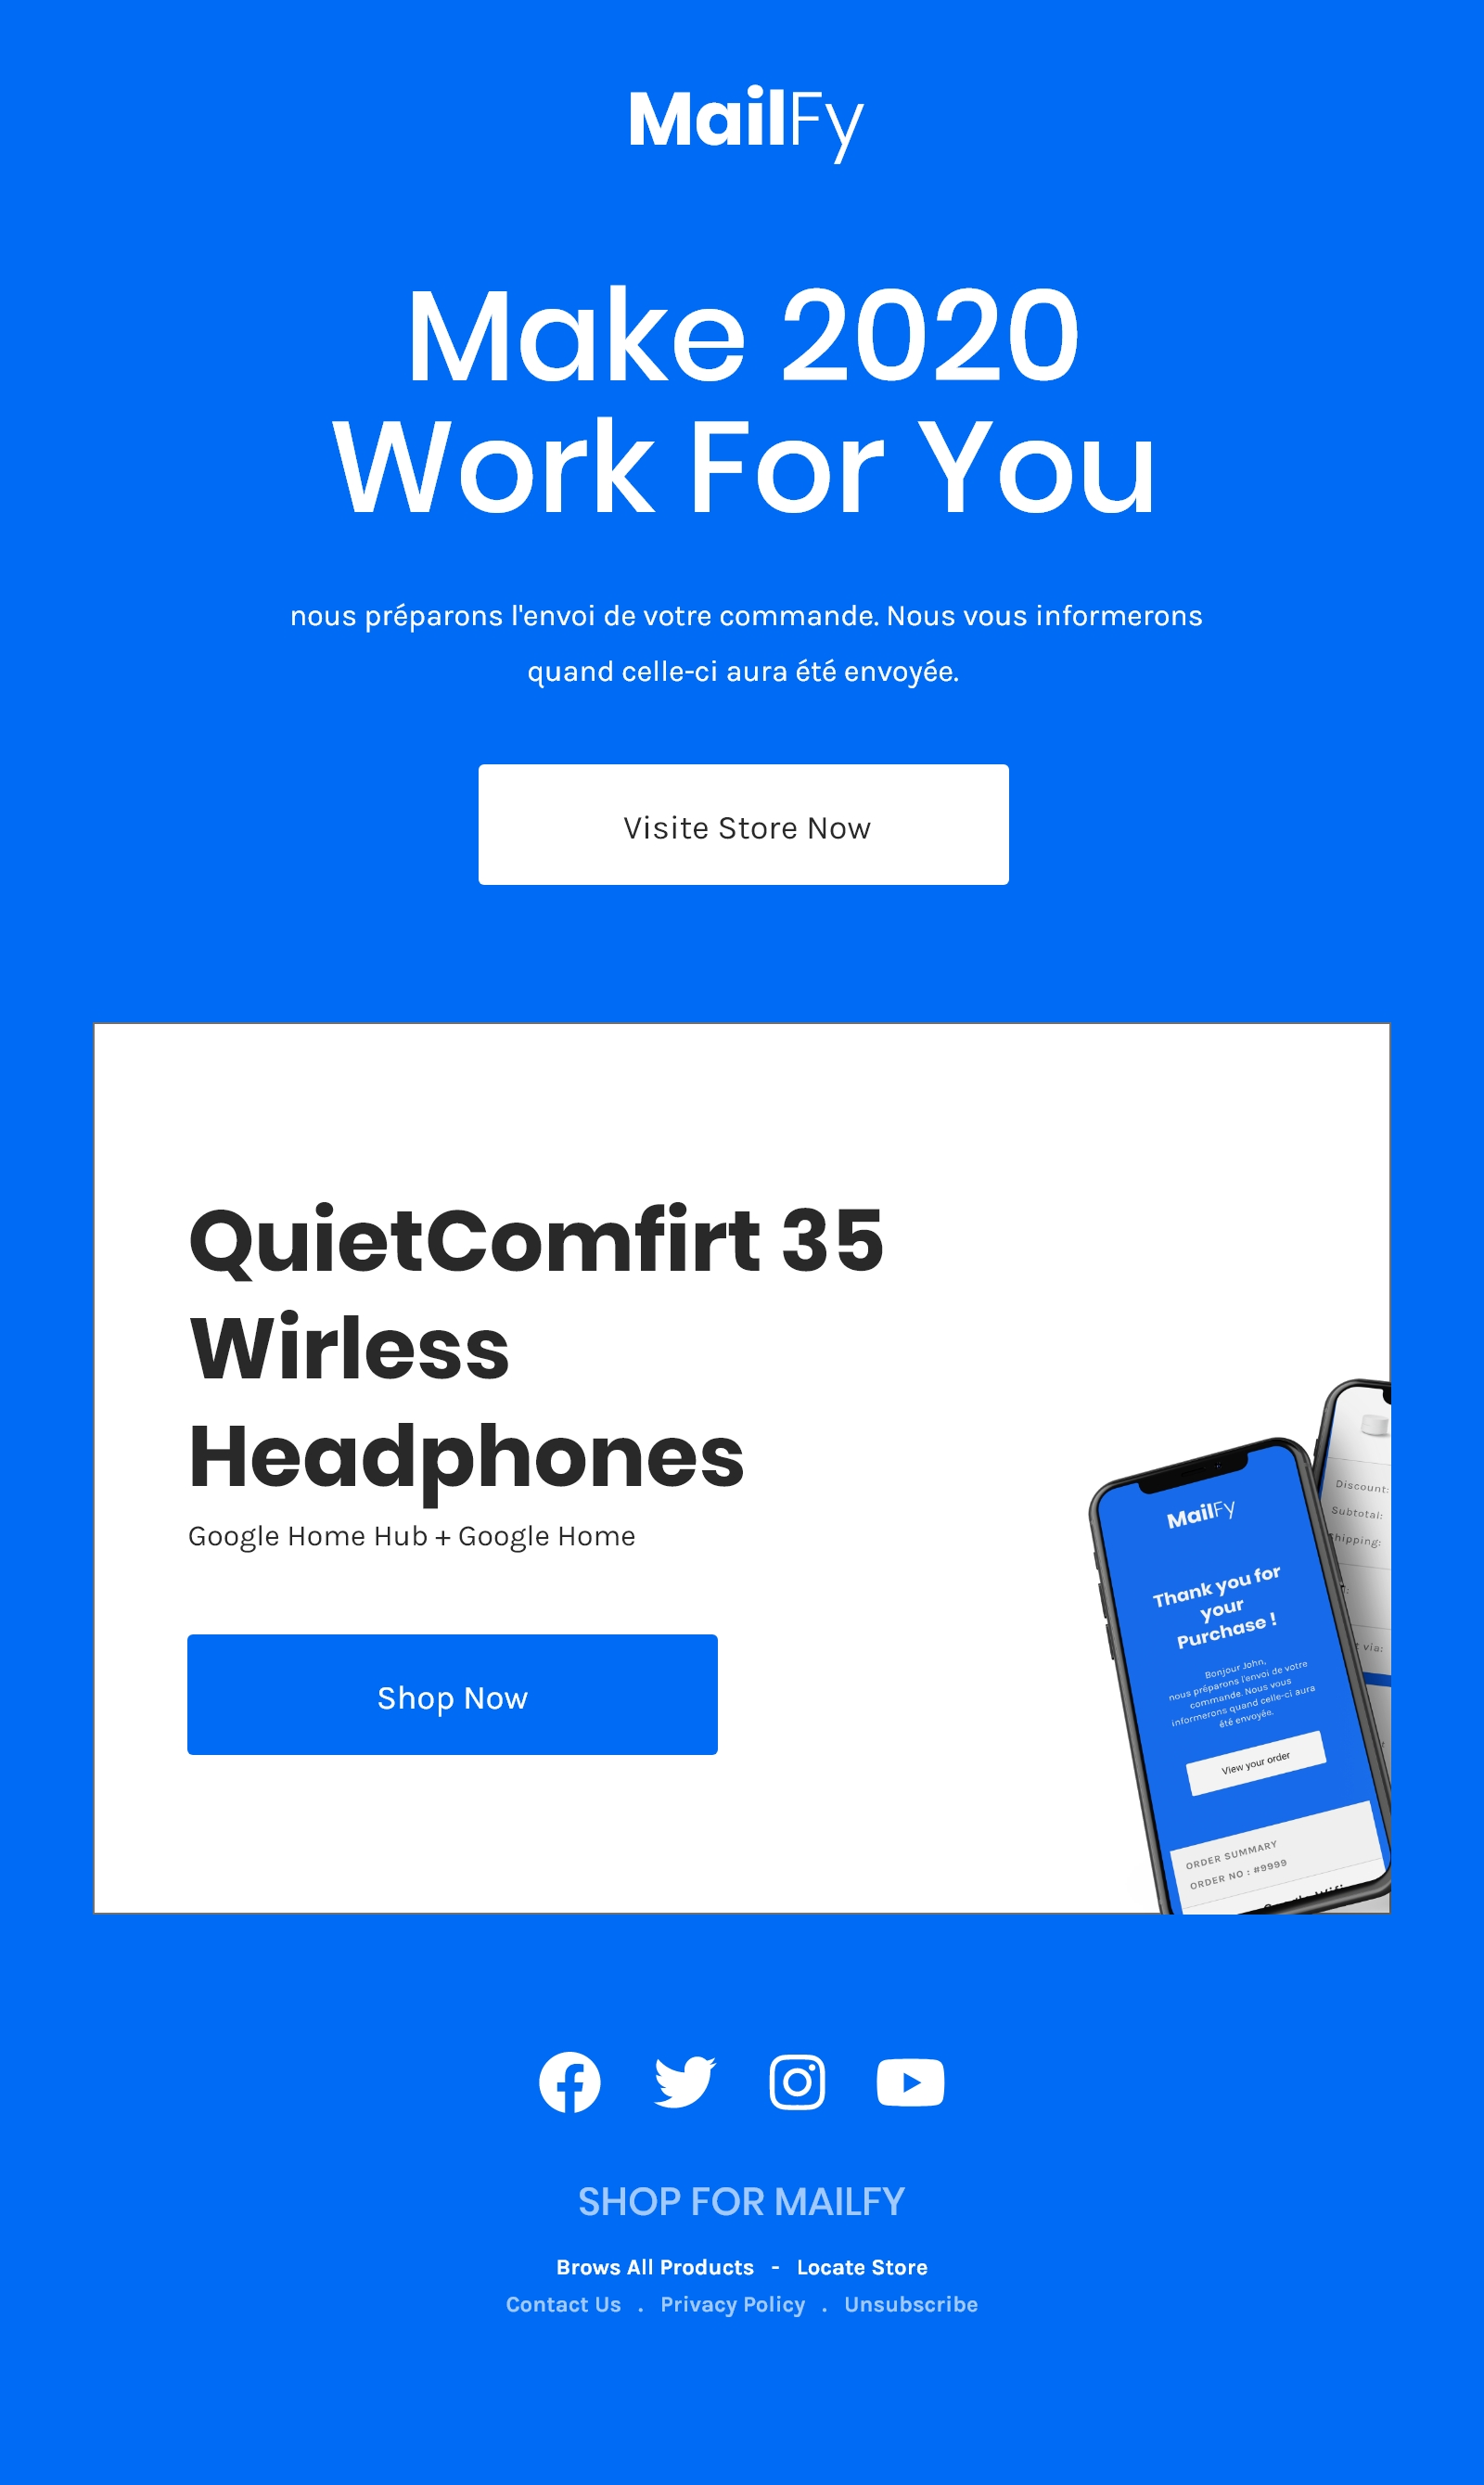 MailFy
Make 2020
Work For You
nous préparons l'envoi de votre commande. Nous vous informerons
quand celle-ci aura été envoyée.
Visite Store Now
QuietComfirt 35
Wirless
Headphones
Google Home Hub + Google Home
Shop Now
MailFy
Thank you for
your
Purchase !
Bonjour John,
nous préparons l'envoi de votre
commande. Nous vous
informerons quand celle-ci aura
été envoyée.
View your order
ORDER SUMMARY
ORDER NO : #9999
Discount:
Subtotal:
Shipping:
via:
SHOP FOR MAILFY
Brows All Products - Locate Store
Contact Us . Privacy Policy . Unsubscribe